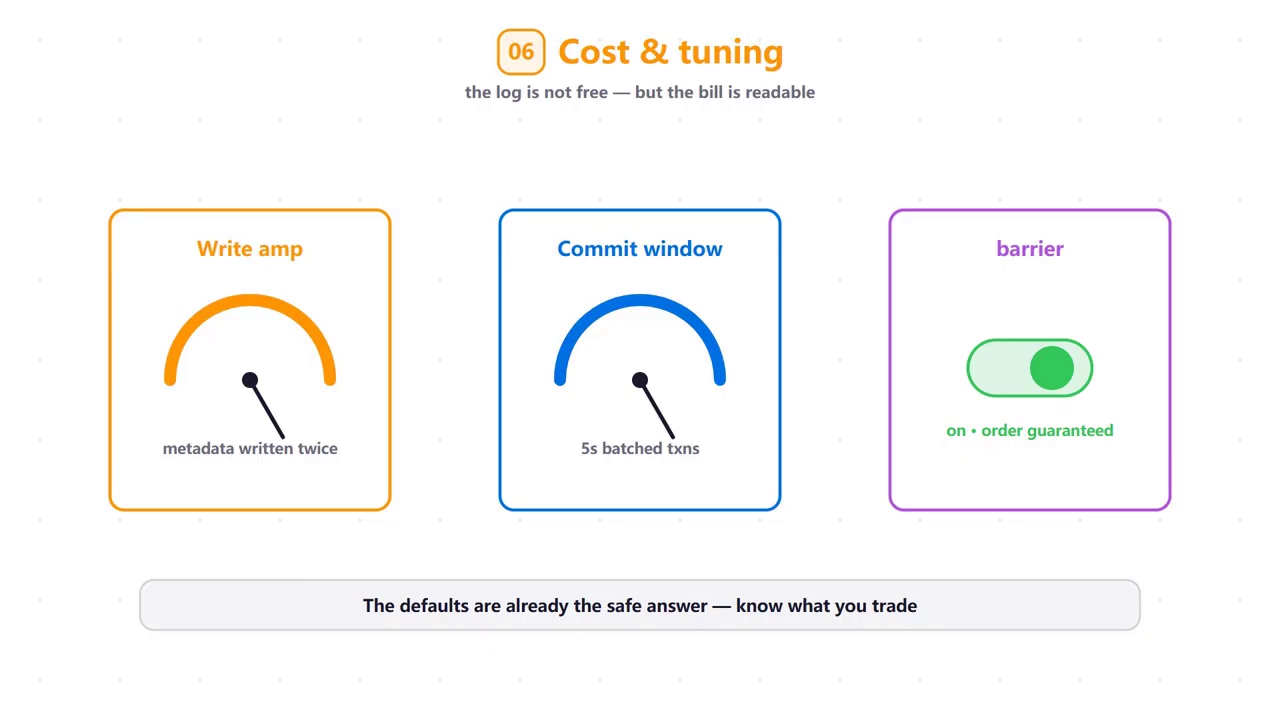 06 Cost & tuning
the log is not free — but the bill is readable
Write amp
metadata written twice
Commit window
5s batched txns
barrier
on • order guaranteed
The defaults are already the safe answer — know what you trade